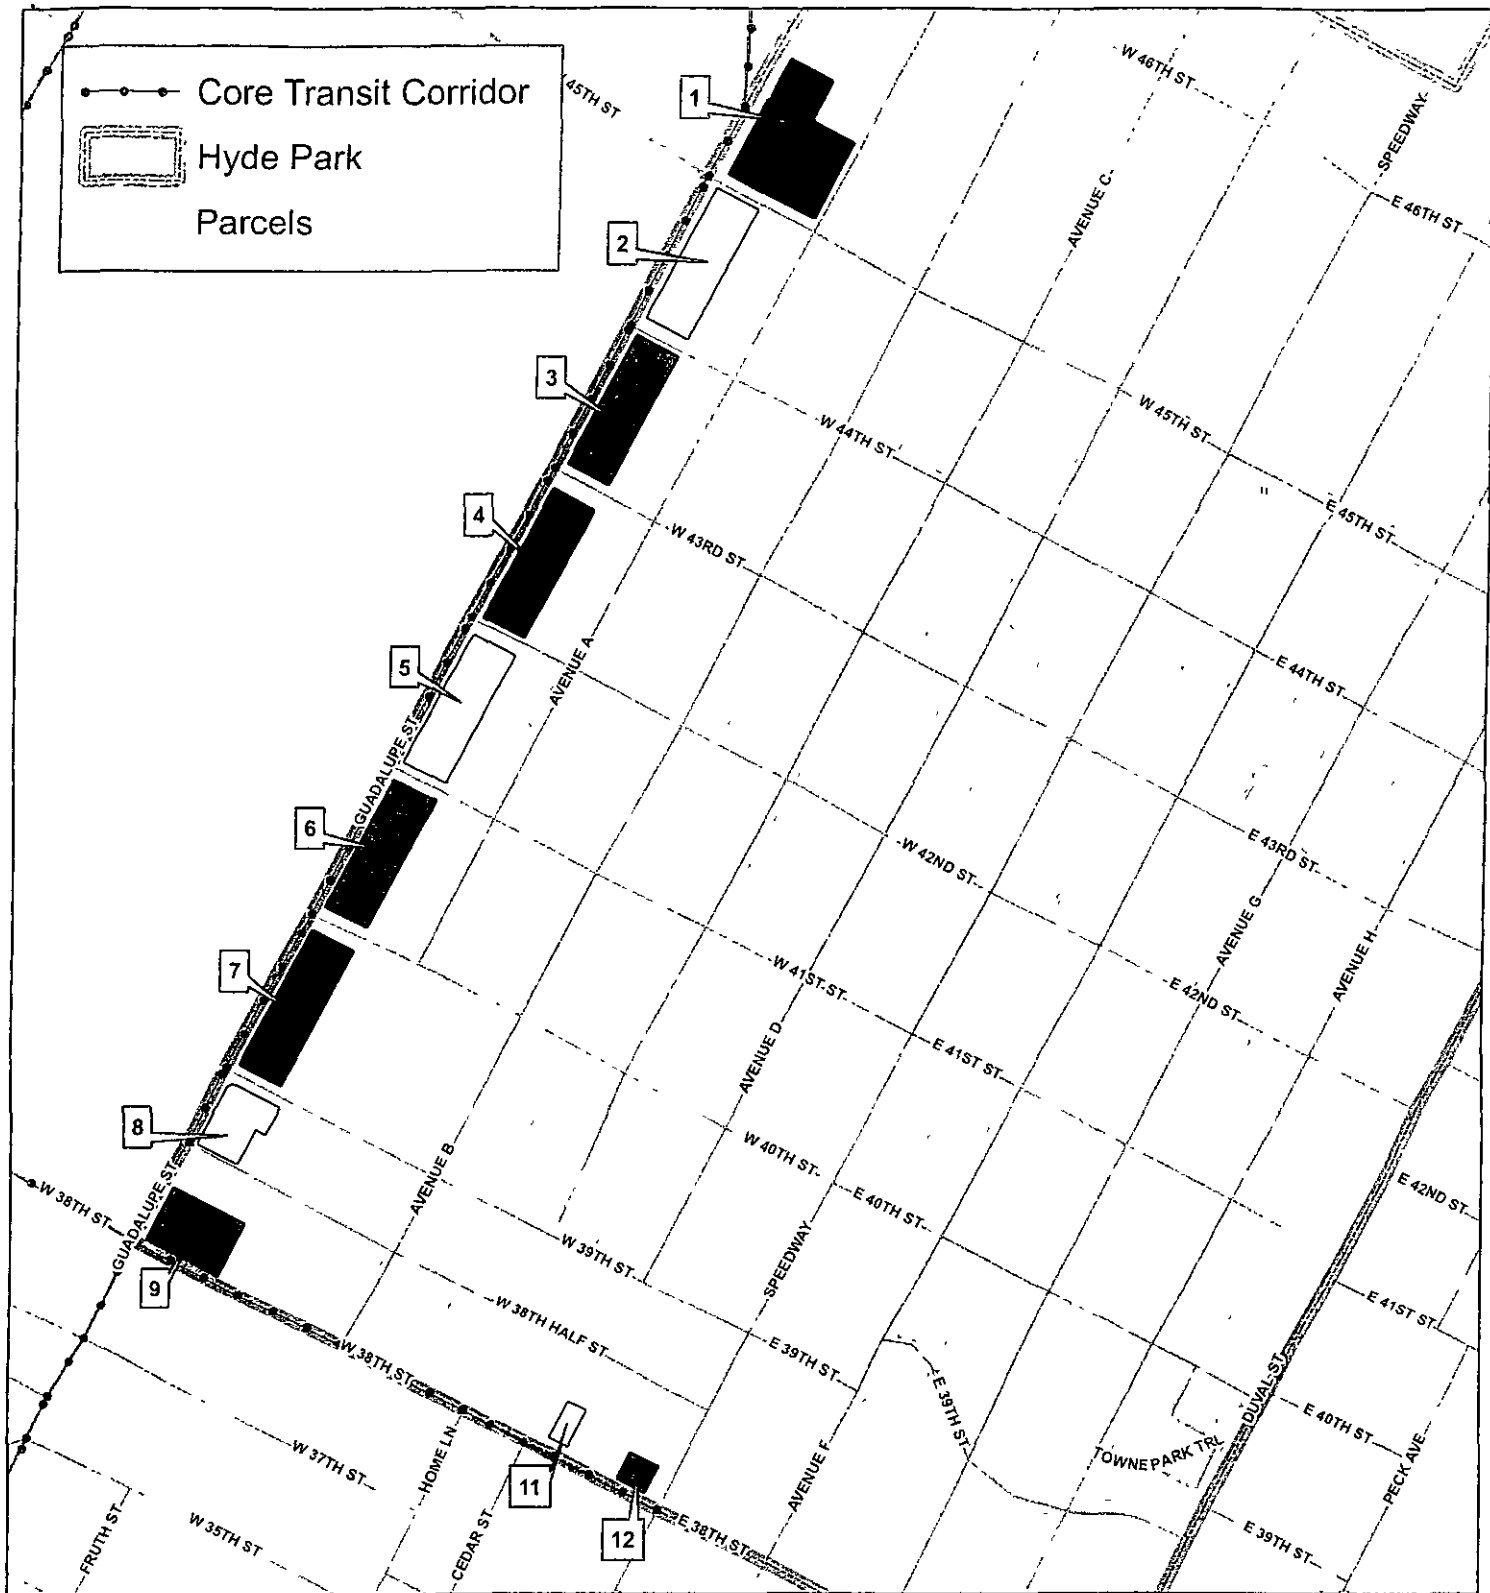 Core Transit Corridor
Hyde Park
Parcels
45TH ST
W 46TH ST
SPEEDWAY
E 46TH ST
AVENUE C
1
2
3
4
5
6
7
8
9
11
12
W 45TH ST
E 45TH ST
W 44TH ST
E 44TH ST
W 43RD ST
E 43RD ST
AVENUE A
GUADALUPE ST
W 42ND ST
E 42ND ST
AVENUE G
AVENUE H
W 41ST ST
E 41ST ST
AVENUE D
W 40TH ST
E 40TH ST
AVENUE B
E 42ND ST
W 38TH ST
GUADALUPE ST
W 39TH ST
SPEEDWAY
E 41ST ST
W 38TH HALF ST
E 39TH ST
W 38TH ST
E 39TH ST
DUVAL ST
E 40TH ST
TOWNEPARK TRL
PECK AVE
W 37TH ST
HOME LN
AVENUE F
FRUTH ST
W 35TH ST
CEDAR ST
E 38TH ST
E 39TH ST